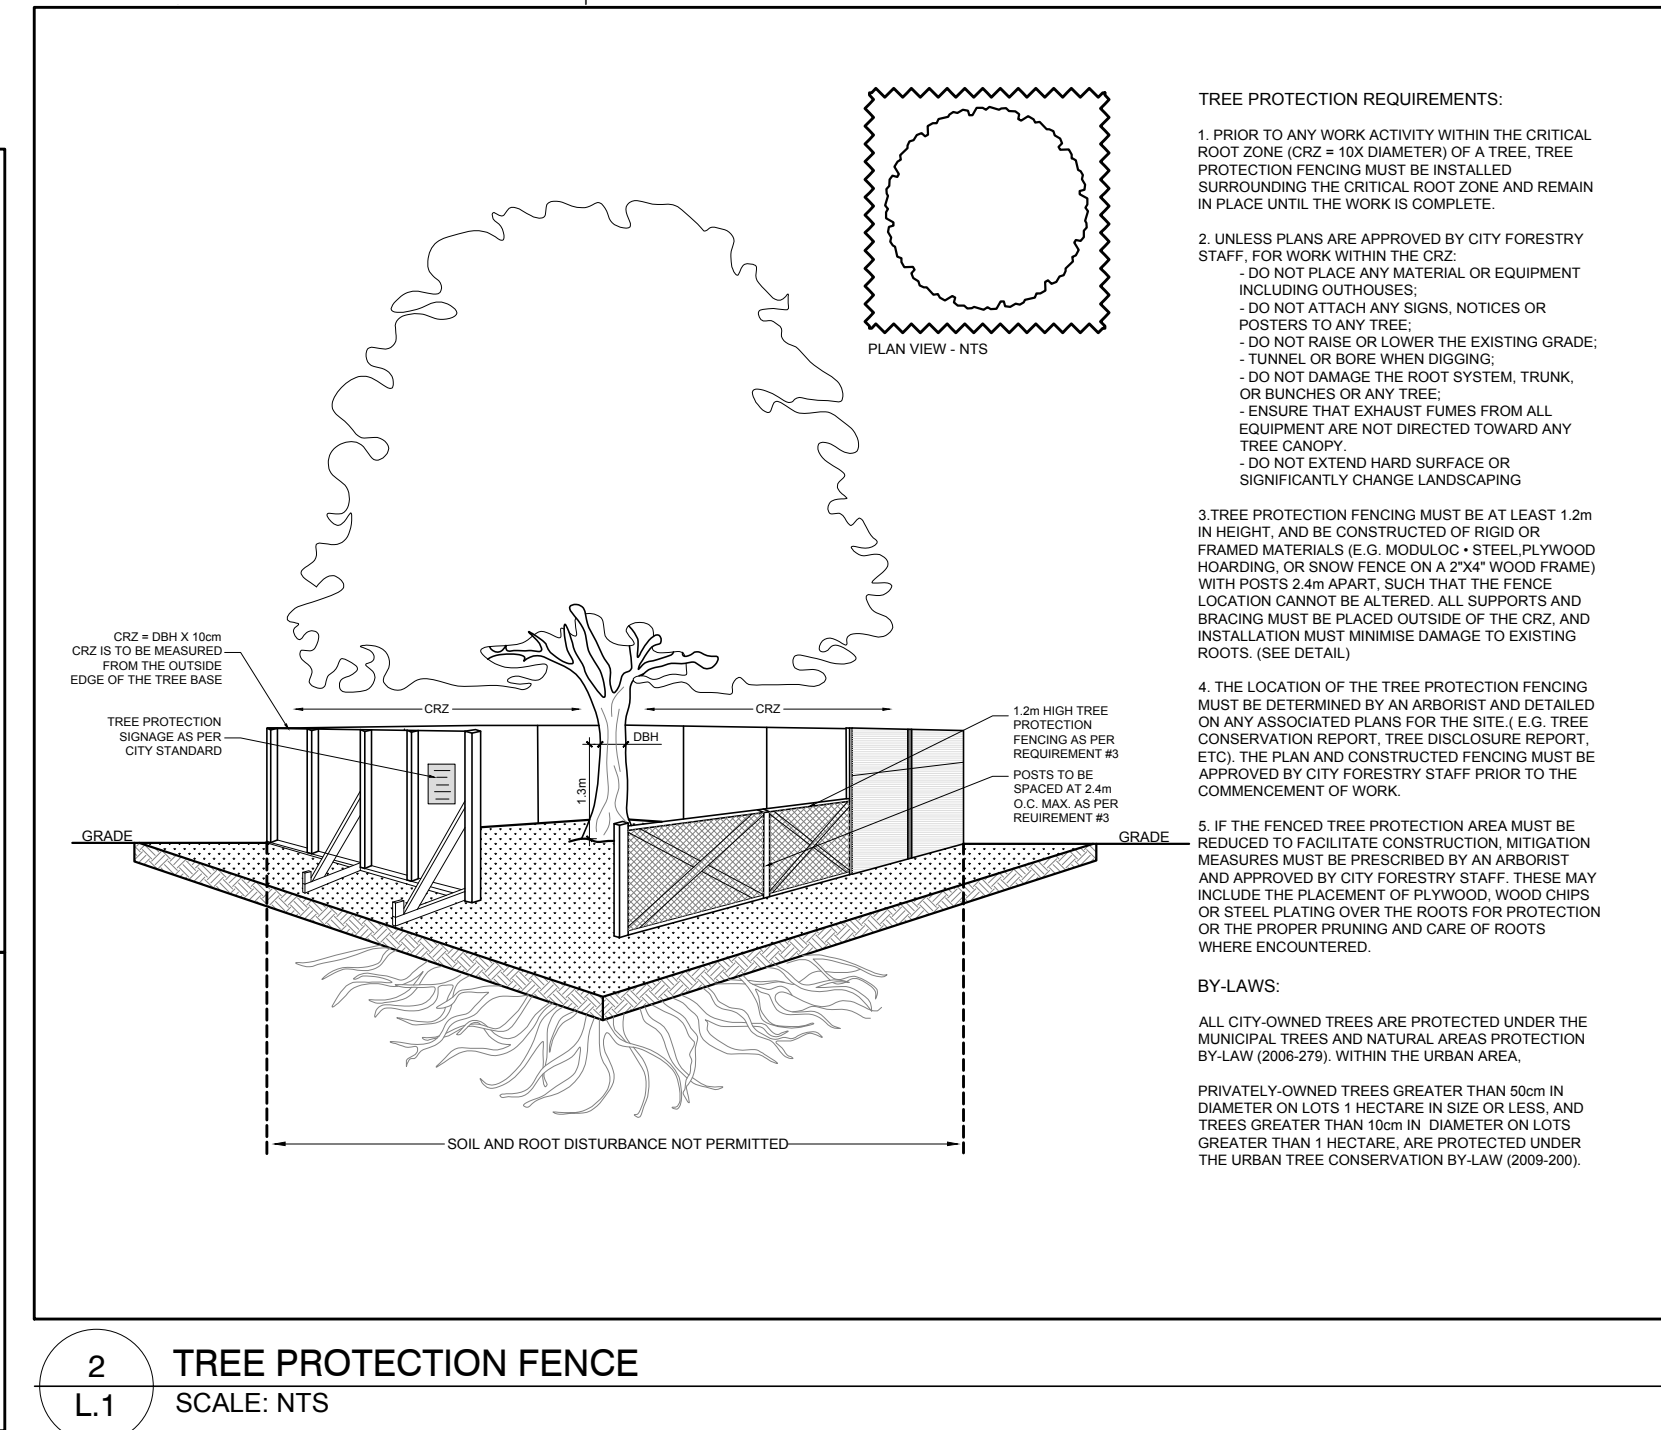 PLAN VIEW - NTS
CRZ = DBH X 10cm
CRZ IS TO BE MEASURED
FROM THE OUTSIDE
EDGE OF THE TREE BASE
TREE PROTECTION
SIGNAGE AS PER
CITY STANDARD
CRZ
CRZ
DBH
1.3m
1.2m HIGH TREE
PROTECTION
FENCING AS PER
REQUIREMENT #3
POSTS TO BE
SPACED AT 2.4m
O.C. MAX. AS PER
REUIREMENT #3
GRADE
GRADE
SOIL AND ROOT DISTURBANCE NOT PERMITTED
TREE PROTECTION REQUIREMENTS:
1. PRIOR TO ANY WORK ACTIVITY WITHIN THE CRITICAL
ROOT ZONE (CRZ = 10X DIAMETER) OF A TREE, TREE
PROTECTION FENCING MUST BE INSTALLED
SURROUNDING THE CRITICAL ROOT ZONE AND REMAIN
IN PLACE UNTIL THE WORK IS COMPLETE.
2. UNLESS PLANS ARE APPROVED BY CITY FORESTRY
STAFF, FOR WORK WITHIN THE CRZ:
- DO NOT PLACE ANY MATERIAL OR EQUIPMENT
INCLUDING OUTHOUSES;
- DO NOT ATTACH ANY SIGNS, NOTICES OR
POSTERS TO ANY TREE;
- DO NOT RAISE OR LOWER THE EXISTING GRADE;
- TUNNEL OR BORE WHEN DIGGING;
- DO NOT DAMAGE THE ROOT SYSTEM, TRUNK,
OR BUNCHES OR ANY TREE;
- ENSURE THAT EXHAUST FUMES FROM ALL
EQUIPMENT ARE NOT DIRECTED TOWARD ANY
TREE CANOPY.
- DO NOT EXTEND HARD SURFACE OR
SIGNIFICANTLY CHANGE LANDSCAPING
3.TREE PROTECTION FENCING MUST BE AT LEAST 1.2m
IN HEIGHT, AND BE CONSTRUCTED OF RIGID OR
FRAMED MATERIALS (E.G. MODULOC • STEEL,PLYWOOD
HOARDING, OR SNOW FENCE ON A 2"X4" WOOD FRAME)
WITH POSTS 2.4m APART, SUCH THAT THE FENCE
LOCATION CANNOT BE ALTERED. ALL SUPPORTS AND
BRACING MUST BE PLACED OUTSIDE OF THE CRZ, AND
INSTALLATION MUST MINIMISE DAMAGE TO EXISTING
ROOTS. (SEE DETAIL)
4. THE LOCATION OF THE TREE PROTECTION FENCING
MUST BE DETERMINED BY AN ARBORIST AND DETAILED
ON ANY ASSOCIATED PLANS FOR THE SITE.( E.G. TREE
CONSERVATION REPORT, TREE DISCLOSURE REPORT,
ETC). THE PLAN AND CONSTRUCTED FENCING MUST BE
APPROVED BY CITY FORESTRY STAFF PRIOR TO THE
COMMENCEMENT OF WORK.
5. IF THE FENCED TREE PROTECTION AREA MUST BE
REDUCED TO FACILITATE CONSTRUCTION, MITIGATION
MEASURES MUST BE PRESCRIBED BY AN ARBORIST
AND APPROVED BY CITY FORESTRY STAFF. THESE MAY
INCLUDE THE PLACEMENT OF PLYWOOD, WOOD CHIPS
OR STEEL PLATING OVER THE ROOTS FOR PROTECTION
OR THE PROPER PRUNING AND CARE OF ROOTS
WHERE ENCOUNTERED.
BY-LAWS:
ALL CITY-OWNED TREES ARE PROTECTED UNDER THE
MUNICIPAL TREES AND NATURAL AREAS PROTECTION
BY-LAW (2006-279). WITHIN THE URBAN AREA,
PRIVATELY-OWNED TREES GREATER THAN 50cm IN
DIAMETER ON LOTS 1 HECTARE IN SIZE OR LESS, AND
TREES GREATER THAN 10cm IN DIAMETER ON LOTS
GREATER THAN 1 HECTARE, ARE PROTECTED UNDER
THE URBAN TREE CONSERVATION BY-LAW (2009-200).
2
L.1
TREE PROTECTION FENCE
SCALE: NTS